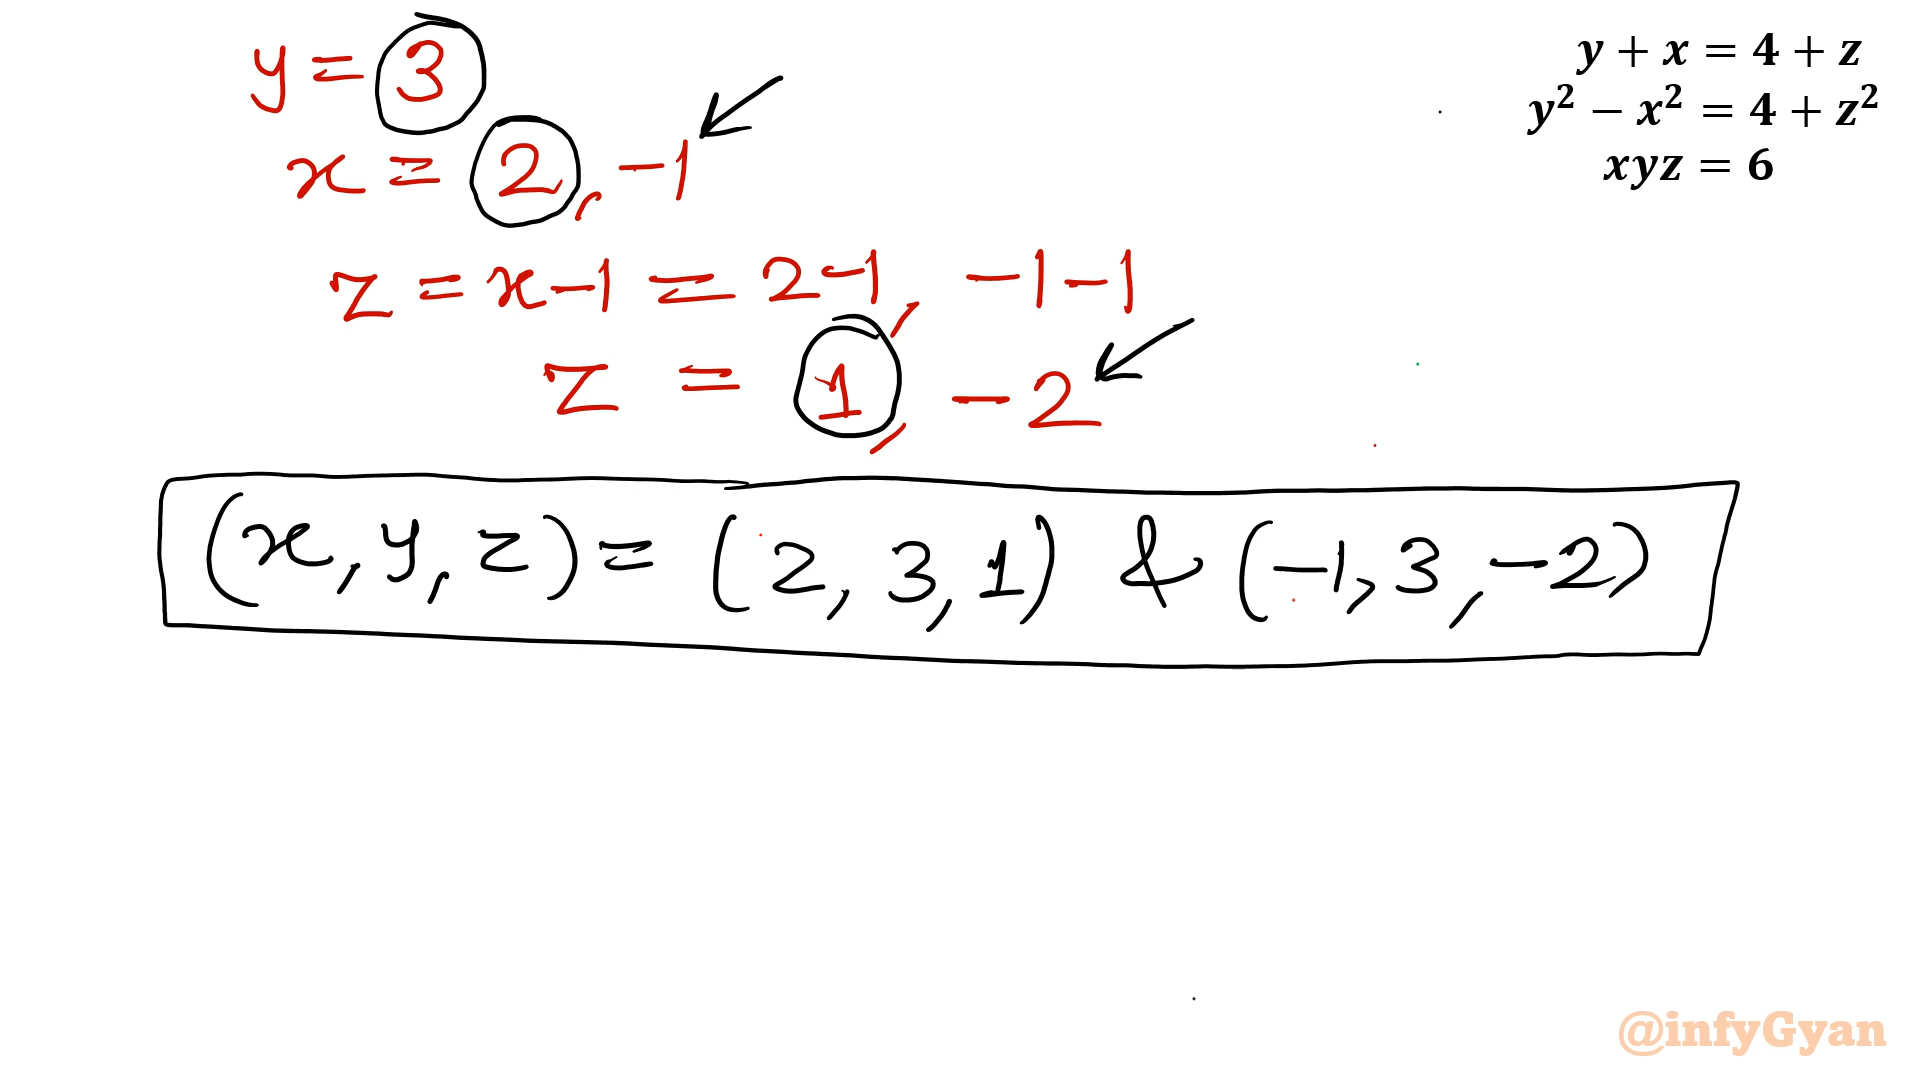 y = 3
x = 2, -1
z = x-1 = 2-1, -1-1
z = 1, -2
(x, y, z) = (2, 3, 1) & (-1, 3, -2)
y + x = 4 + z
y² − x² = 4 + z²
xyz = 6
@infyGyan